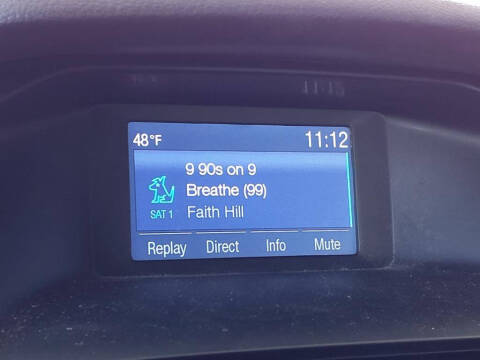 48°F 11:12
9 90s on 9
Breathe (99)
SAT 1 Faith Hill
Replay Direct Info Mute